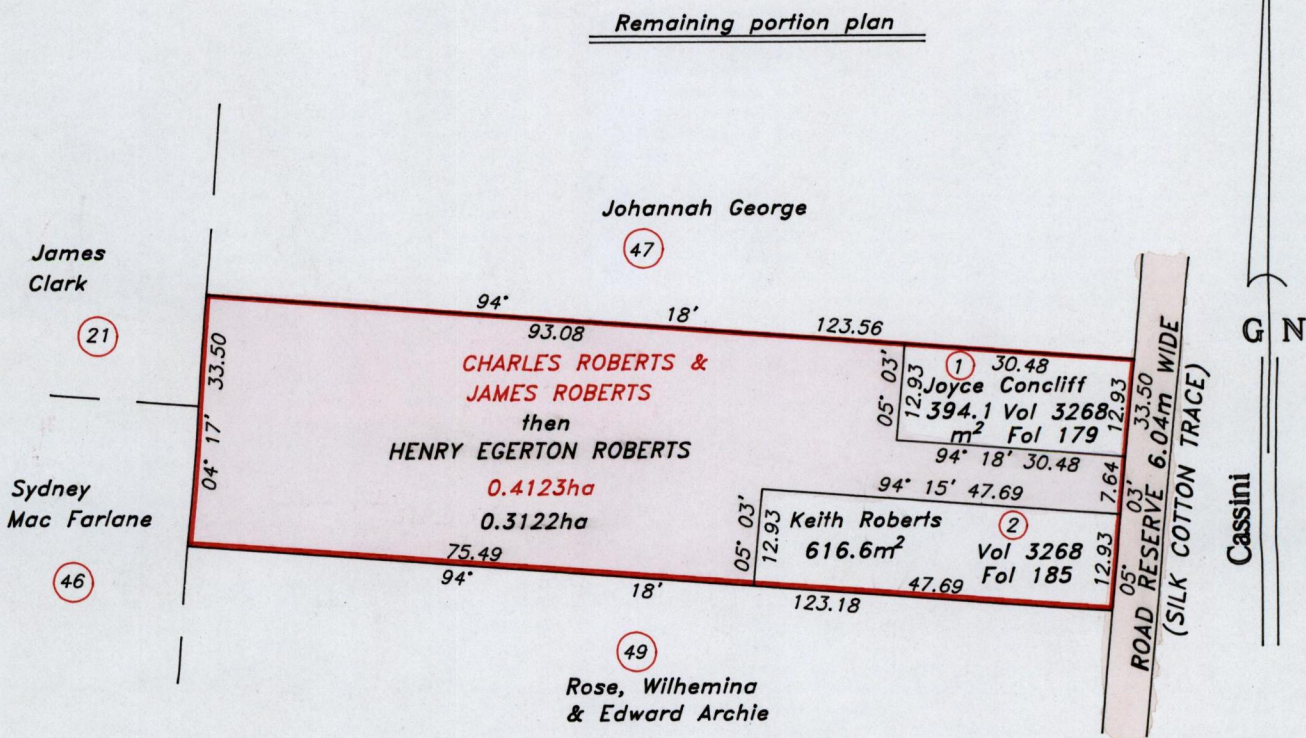 Remaining portion plan
Johannah George
47
James
Clark
21
94° 18' 123.56
93.08
33.50
04° 17'
CHARLES ROBERTS &
JAMES ROBERTS
then
HENRY EGERTON ROBERTS
0.4123ha
0.3122ha
05° 03'
12.93
1 30.48
Joyce Concliff
394.1 Vol 3268
m² Fol 179
12.93
94° 18' 30.48
33.50
7.64
94° 15' 47.69
05° 03'
12.93
Keith Roberts 2
616.6m²
Vol 3268
Fol 185
12.93
47.69
05° 03'
ROAD RESERVE 6.04m WIDE
(SILK COTTON TRACE)
G N
Cassini
Sydney
Mac Farlane
46
75.49
94° 18' 123.18
49
Rose, Wilhemina
& Edward Archie